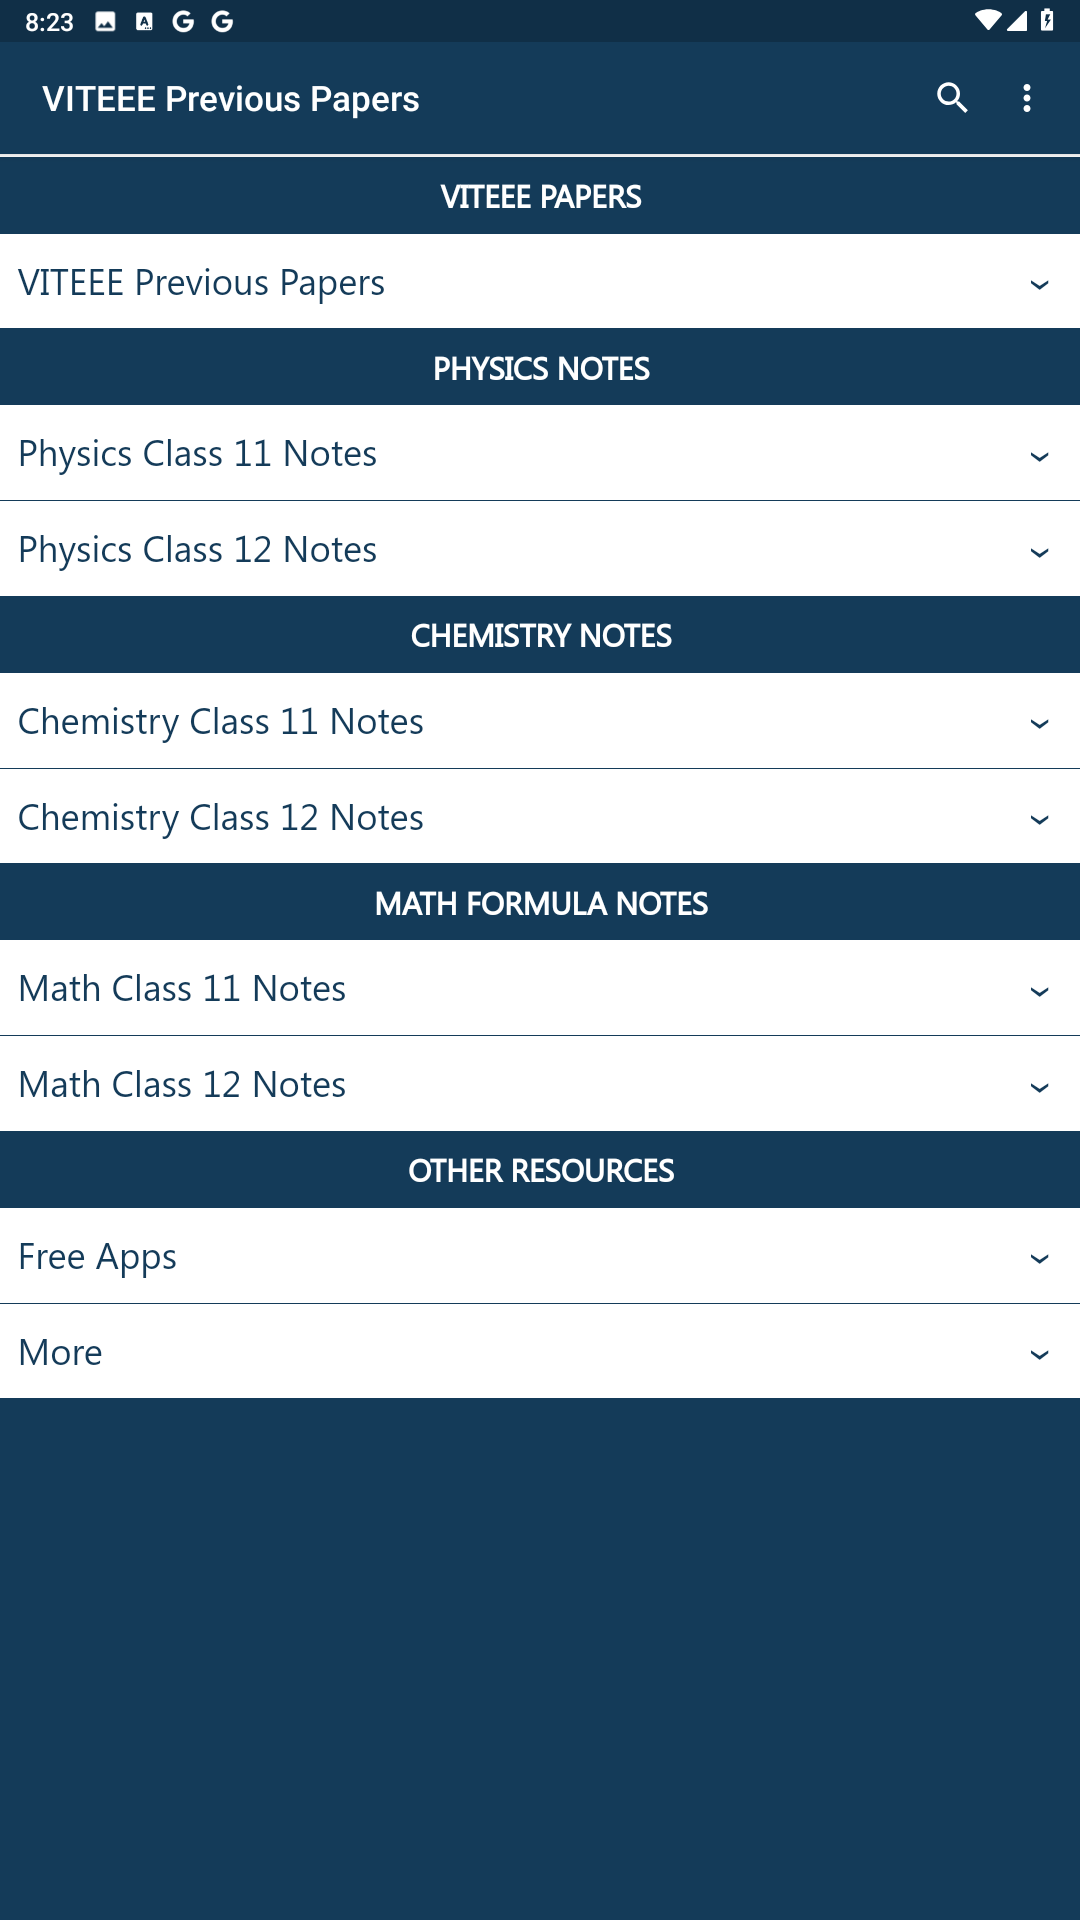 8:23
VITEEE Previous Papers
VITEEE PAPERS
VITEEE Previous Papers
PHYSICS NOTES
Physics Class 11 Notes
Physics Class 12 Notes
CHEMISTRY NOTES
Chemistry Class 11 Notes
Chemistry Class 12 Notes
MATH FORMULA NOTES
Math Class 11 Notes
Math Class 12 Notes
OTHER RESOURCES
Free Apps
More